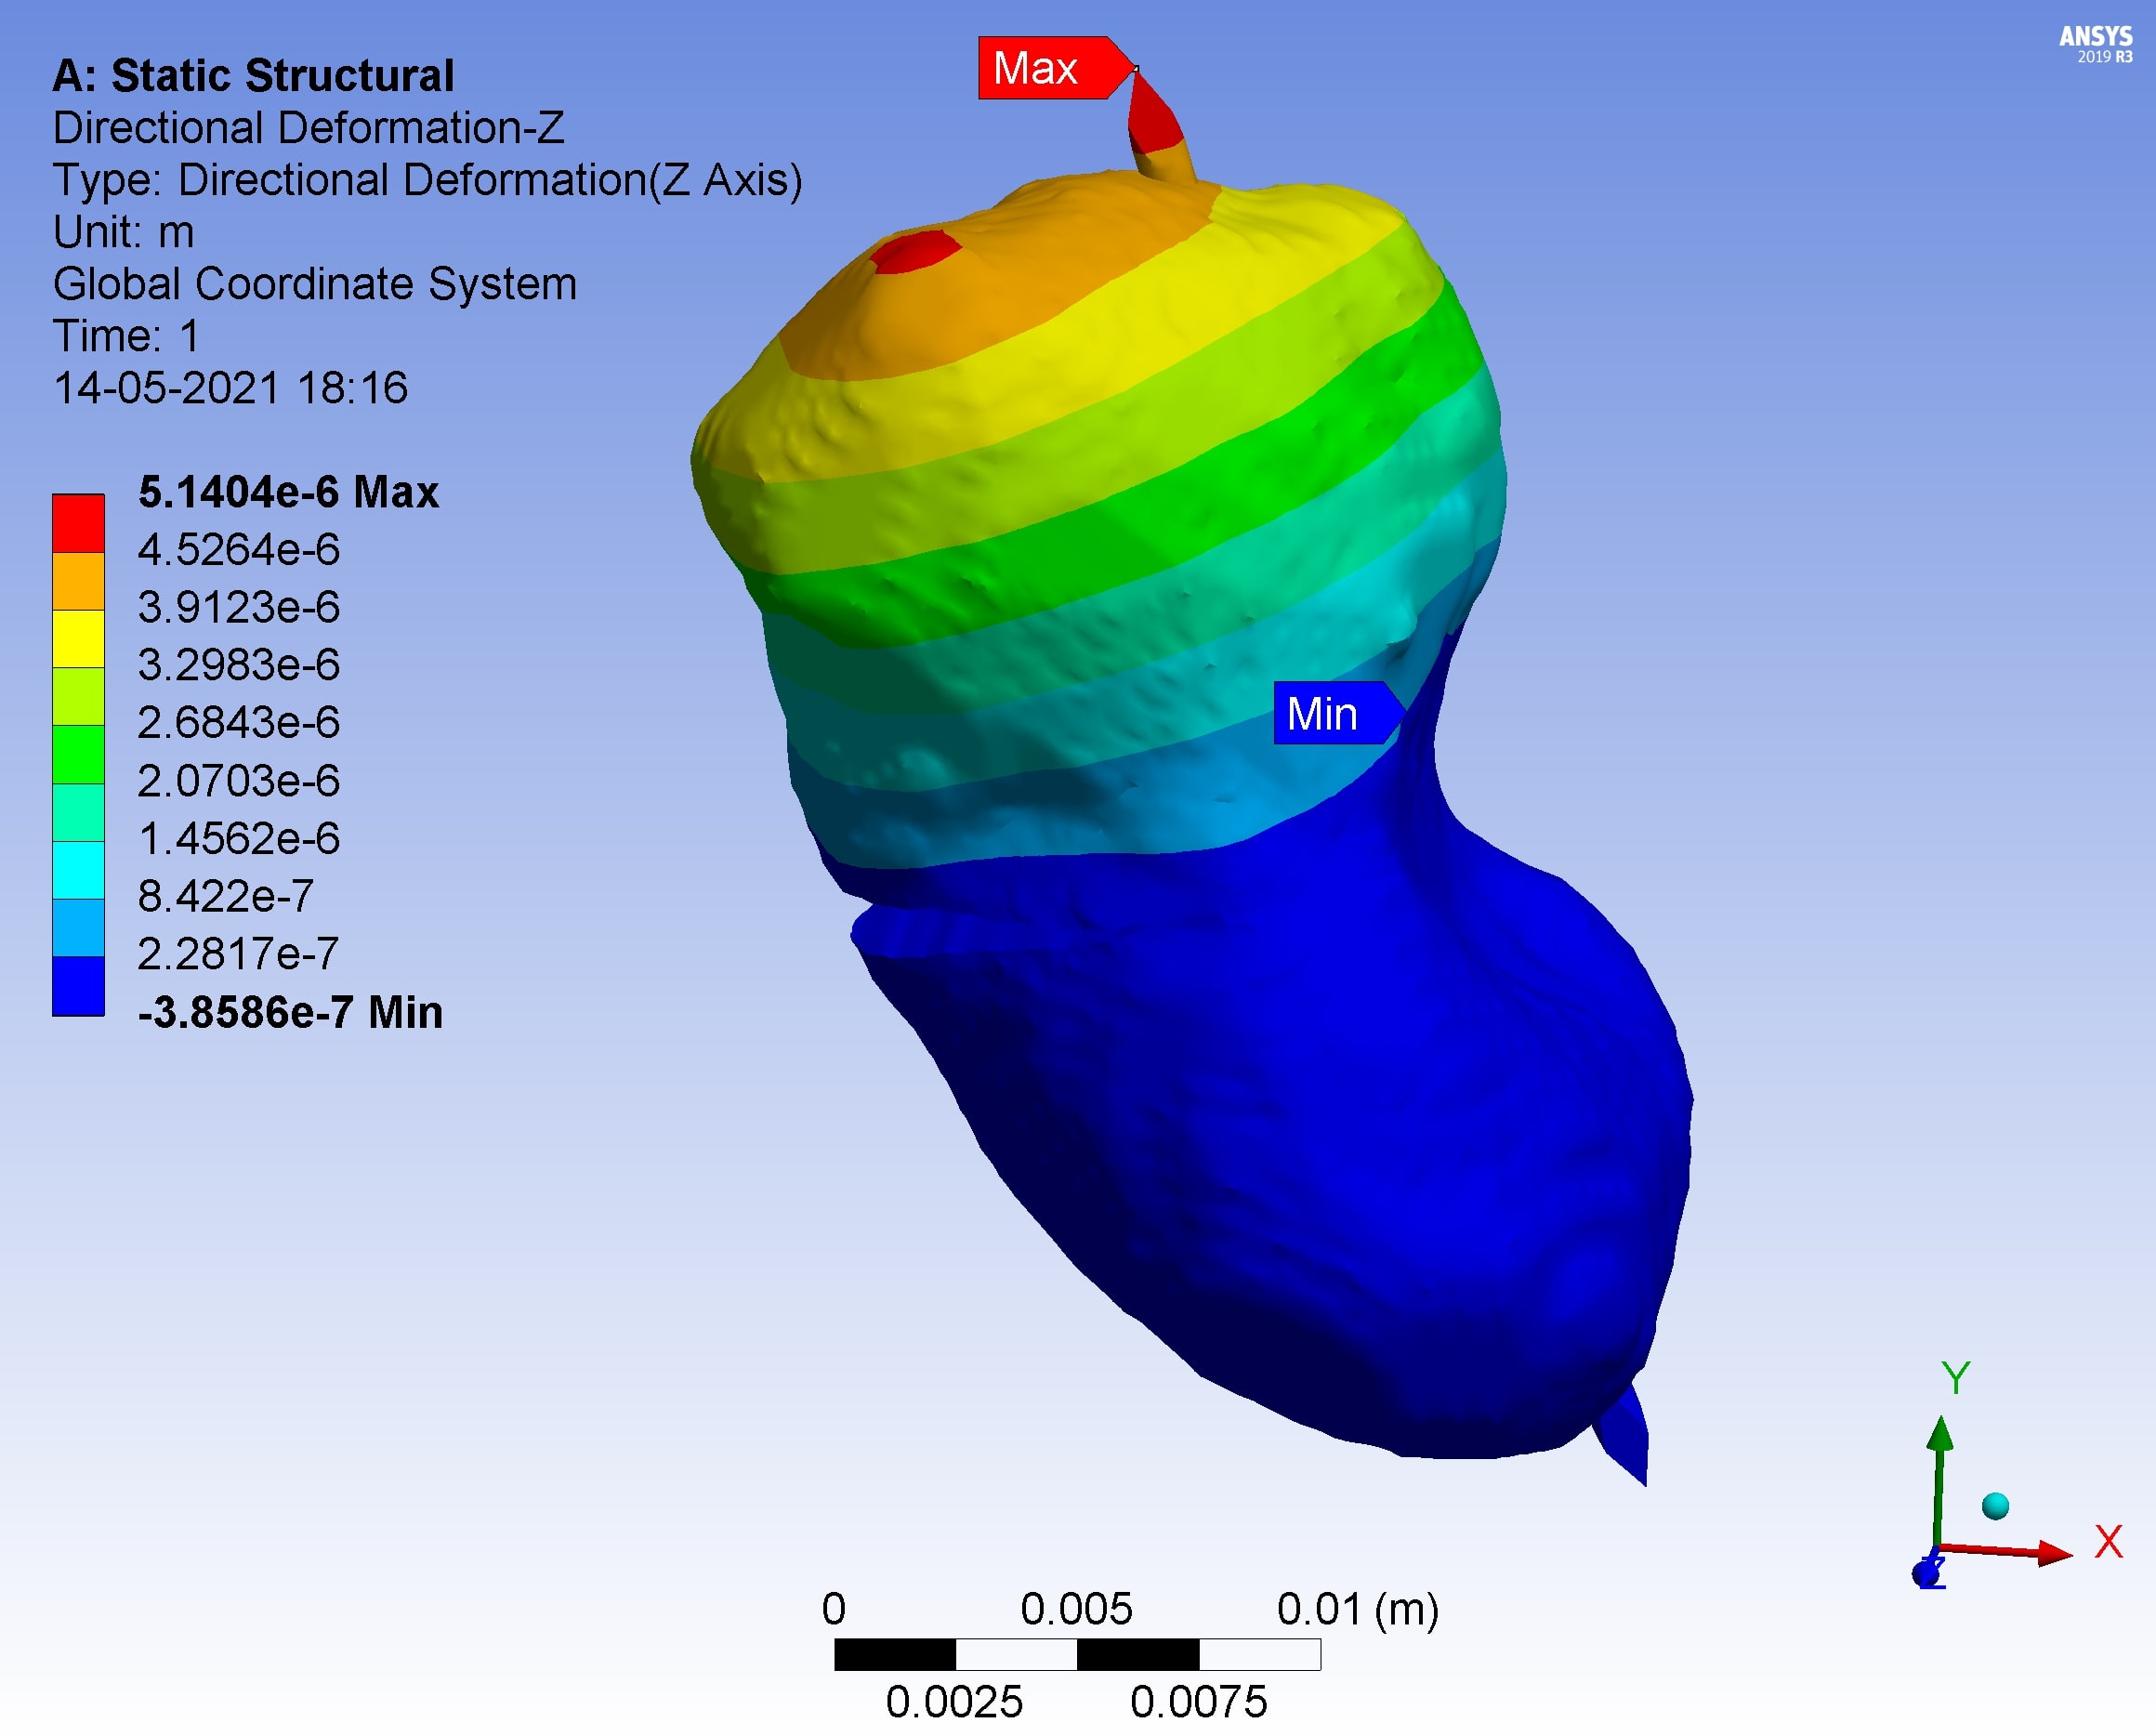 ANSYS
2019 R3
A: Static Structural
Directional Deformation-Z
Type: Directional Deformation(Z Axis)
Unit: m
Global Coordinate System
Time: 1
14-05-2021 18:16
5.1404e-6 Max
4.5264e-6
3.9123e-6
3.2983e-6
2.6843e-6
2.0703e-6
1.4562e-6
8.422e-7
2.2817e-7
-3.8586e-7 Min
Max
Min
Y
X
Z
0 0.005 0.01 (m)
0.0025 0.0075